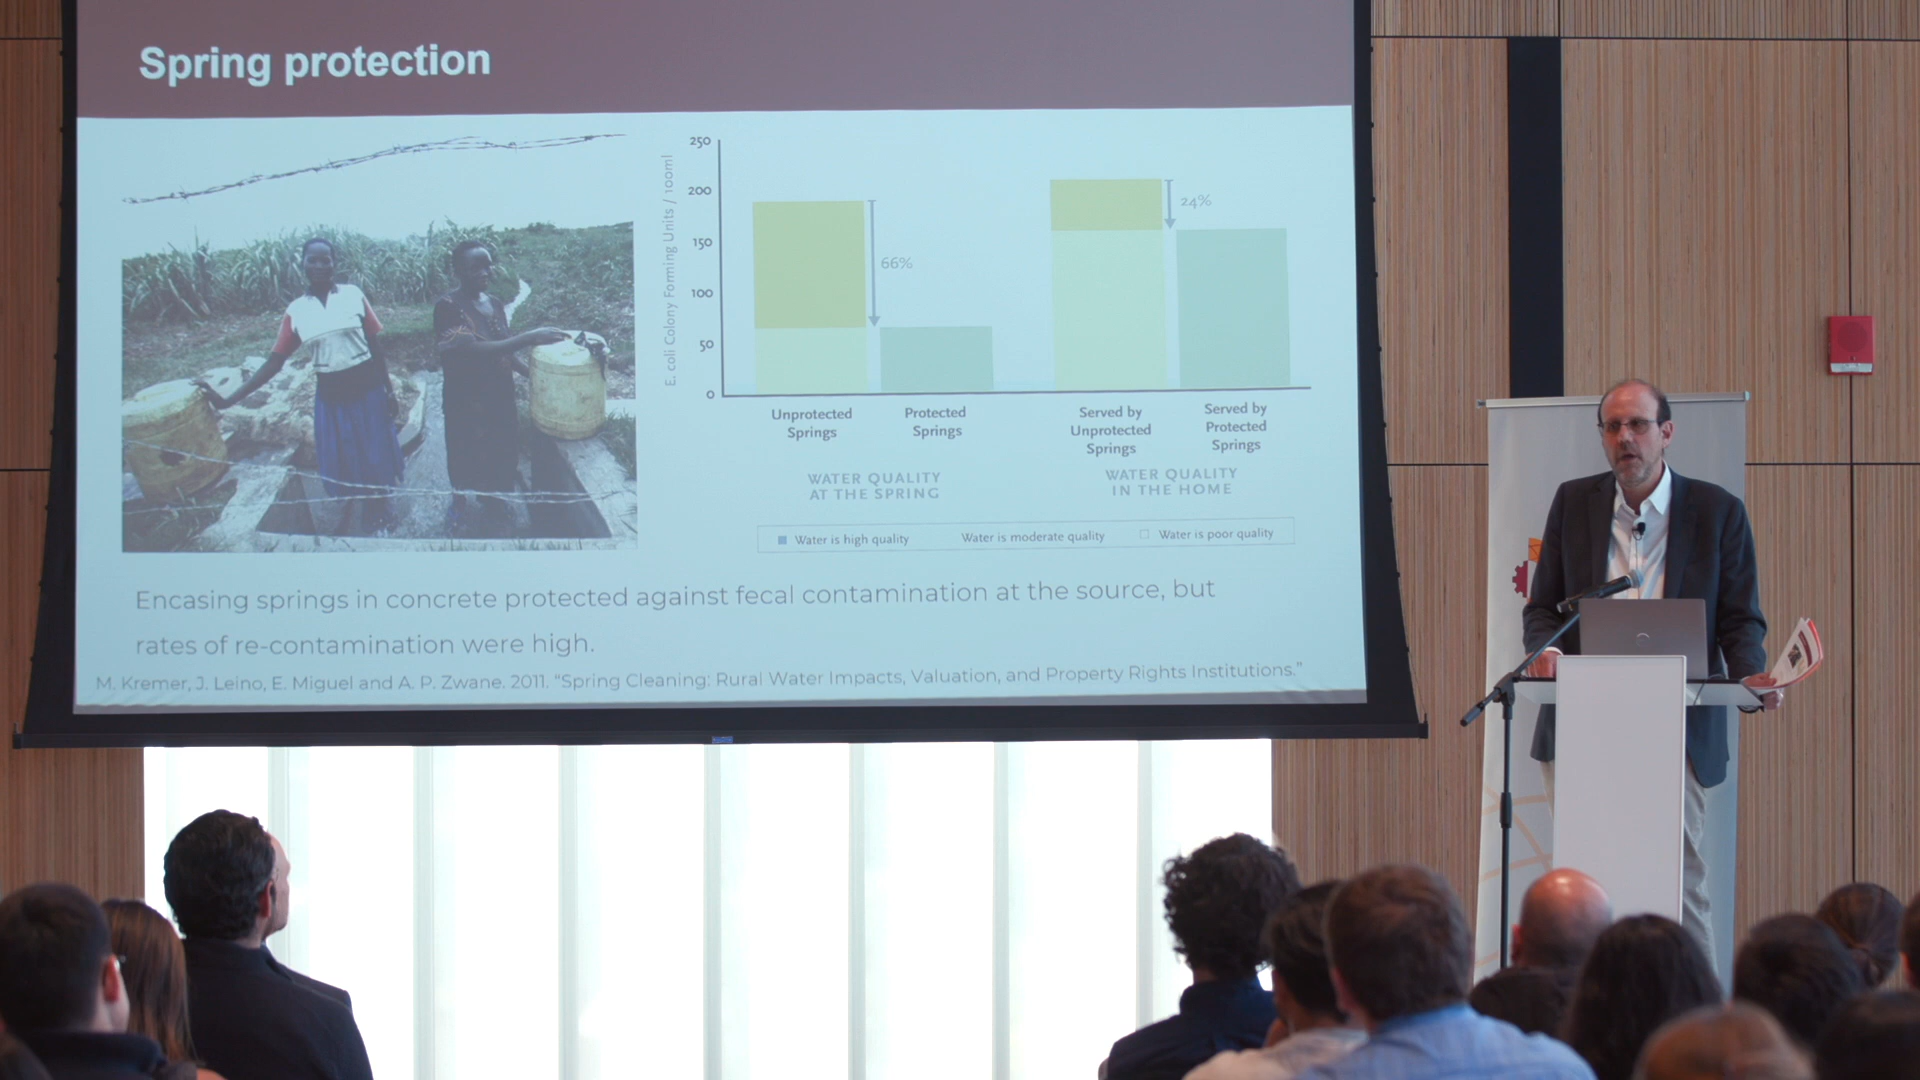 Spring protection
E. coli Colony Forming Units / 100ml
250
200
150
100
50
0
66%
24%
Unprotected
Springs
Protected
Springs
Served by
Unprotected
Springs
Served by
Protected
Springs
WATER QUALITY
AT THE SPRING
WATER QUALITY
IN THE HOME
Water is high quality
Water is moderate quality
Water is poor quality
Encasing springs in concrete protected against fecal contamination at the source, but
rates of re-contamination were high.
M. Kremer, J. Leino, E. Miguel and A. P. Zwane. 2011. “Spring Cleaning: Rural Water Impacts, Valuation, and Property Rights Institutions.”